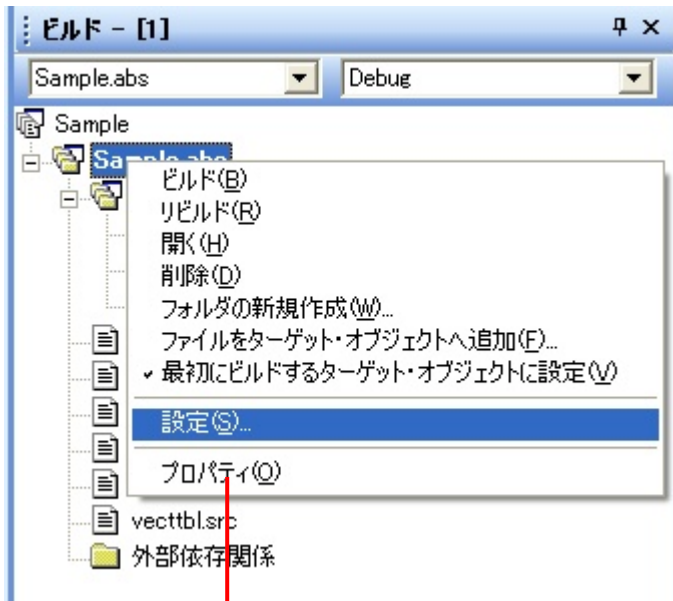 ビルド - [1]
Sample.abs Debug
Sample
Sample.abs
ビルド(B)
リビルド(R)
開く(H)
削除(D)
フォルダの新規作成(W)...
ファイルをターゲット・オブジェクトへ追加(F)...
最初にビルドするターゲット・オブジェクトに設定(V)
設定(S)...
プロパティ(O)
vecttbl.src
外部依存関係